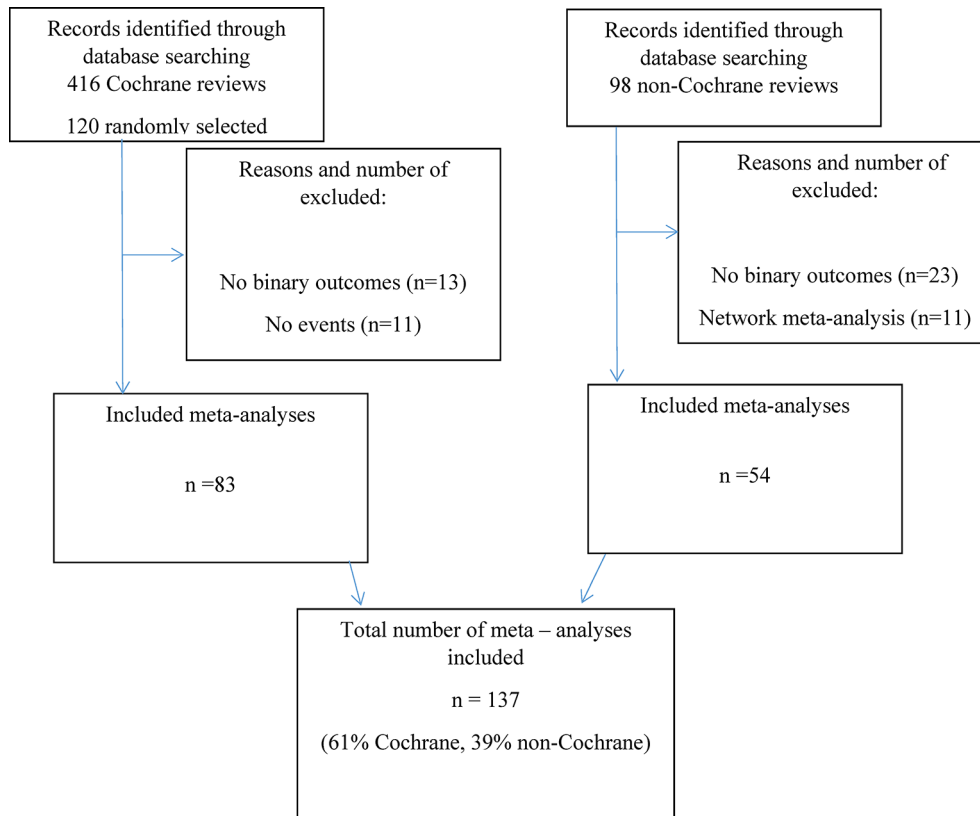 Records identified through
database searching
416 Cochrane reviews
120 randomly selected
Records identified through
database searching
98 non-Cochrane reviews
Reasons and number of
excluded:
No binary outcomes (n=13)
No events (n=11)
Reasons and number of
excluded:
No binary outcomes (n=23)
Network meta-analysis (n=11)
Included meta-analyses
n =83
Included meta-analyses
n =54
Total number of meta – analyses
included
n = 137
(61% Cochrane, 39% non-Cochrane)